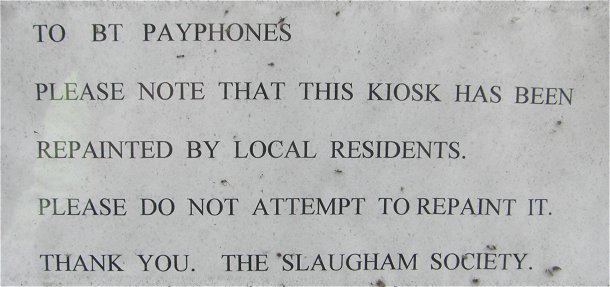 TO BT PAYPHONES
PLEASE NOTE THAT THIS KIOSK HAS BEEN
REPAINTED BY LOCAL RESIDENTS.
PLEASE DO NOT ATTEMPT TO REPAINT IT.
THANK YOU. THE SLAUGHAM SOCIETY.